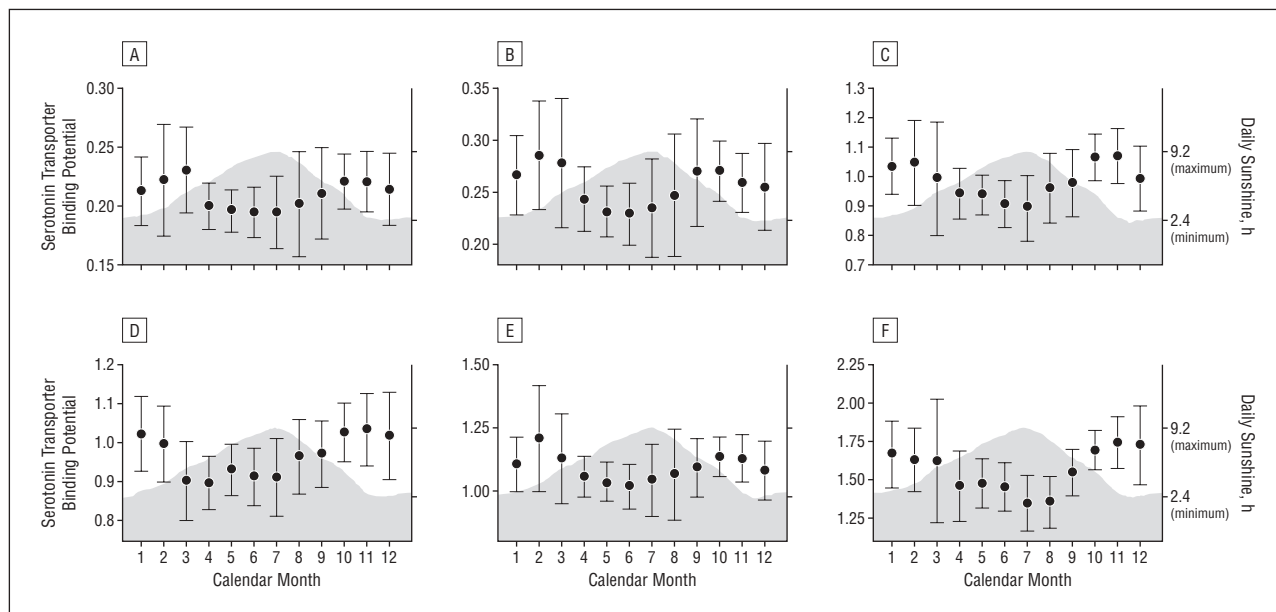 A
B
C
Serotonin Transporter
Binding Potential
0.30
0.25
0.20
0.15
0.35
0.30
0.25
0.20
1.3
1.2
1.1
1.0
0.9
0.8
0.7
9.2
(maximum)
2.4
(minimum)
Daily Sunshine, h
D
E
F
Serotonin Transporter
Binding Potential
1.2
1.1
1.0
0.9
0.8
1 2 3 4 5 6 7 8 9 10 11 12
Calendar Month
1.50
1.25
1.00
1 2 3 4 5 6 7 8 9 10 11 12
Calendar Month
2.25
2.00
1.75
1.50
1.25
1 2 3 4 5 6 7 8 9 10 11 12
Calendar Month
9.2
(maximum)
2.4
(minimum)
Daily Sunshine, h